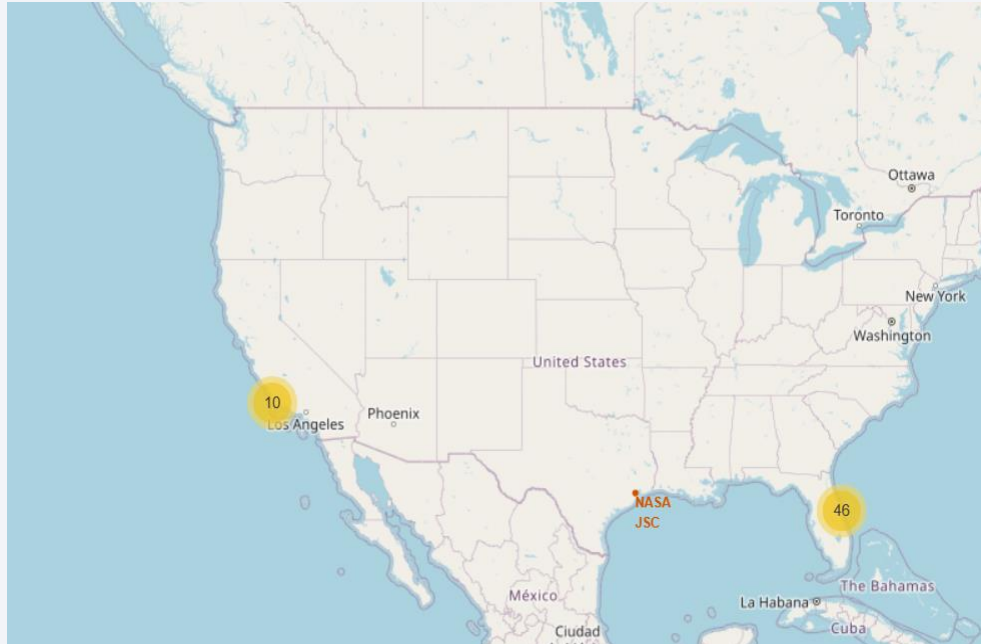 Ottawa
Toronto
New York
Washington
United States
10
Los Angeles
Phoenix
NASA
JSC
46
The Bahamas
La Habana
México
Cuba
Ciudad